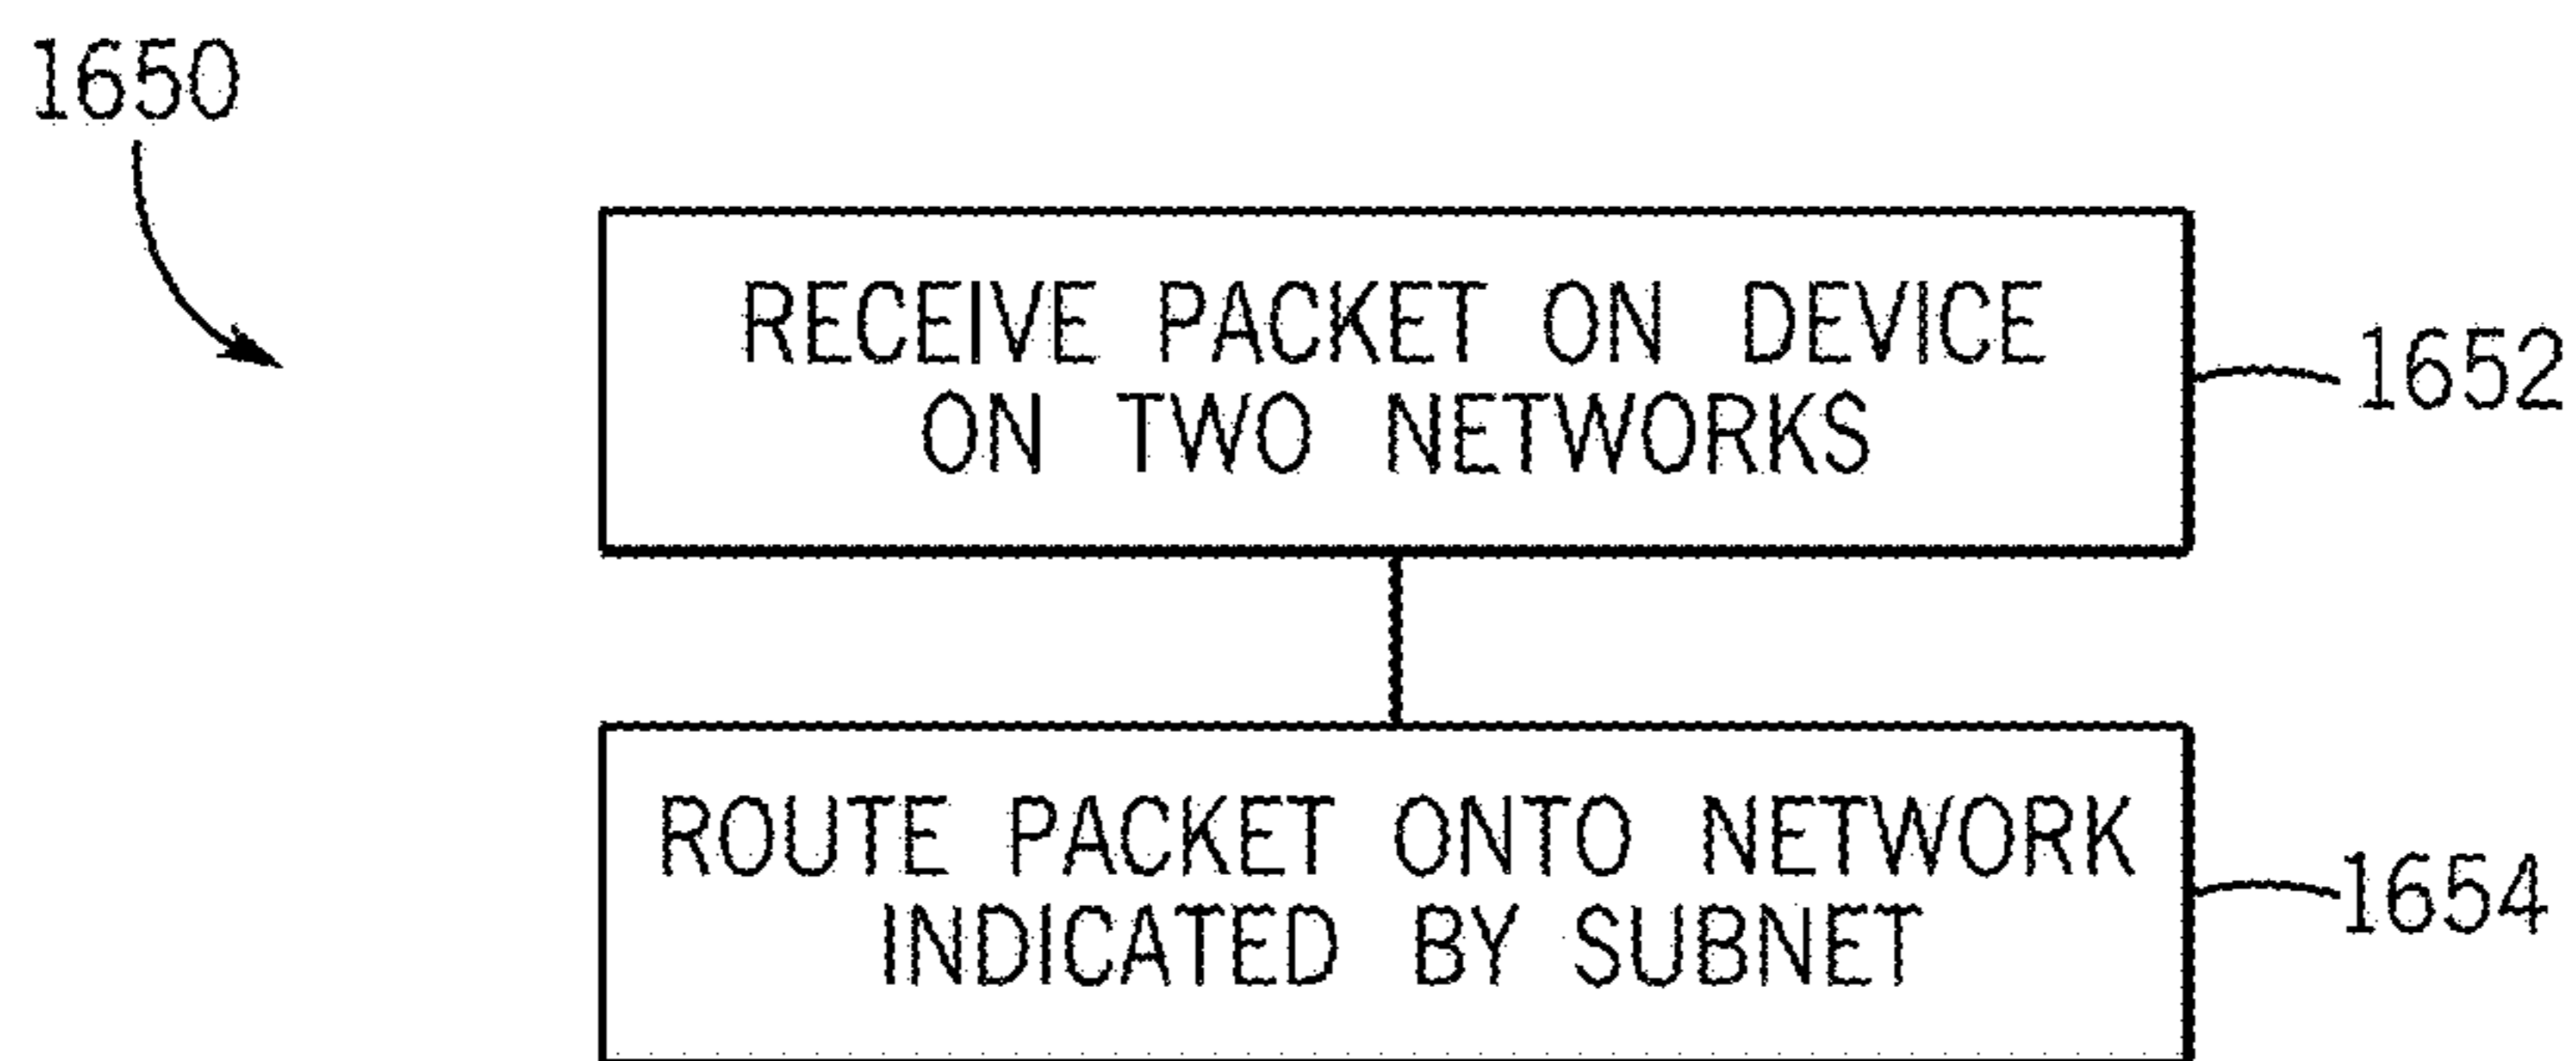 1650
RECEIVE PACKET ON DEVICE
ON TWO NETWORKS
1652
ROUTE PACKET ONTO NETWORK
INDICATED BY SUBNET
1654